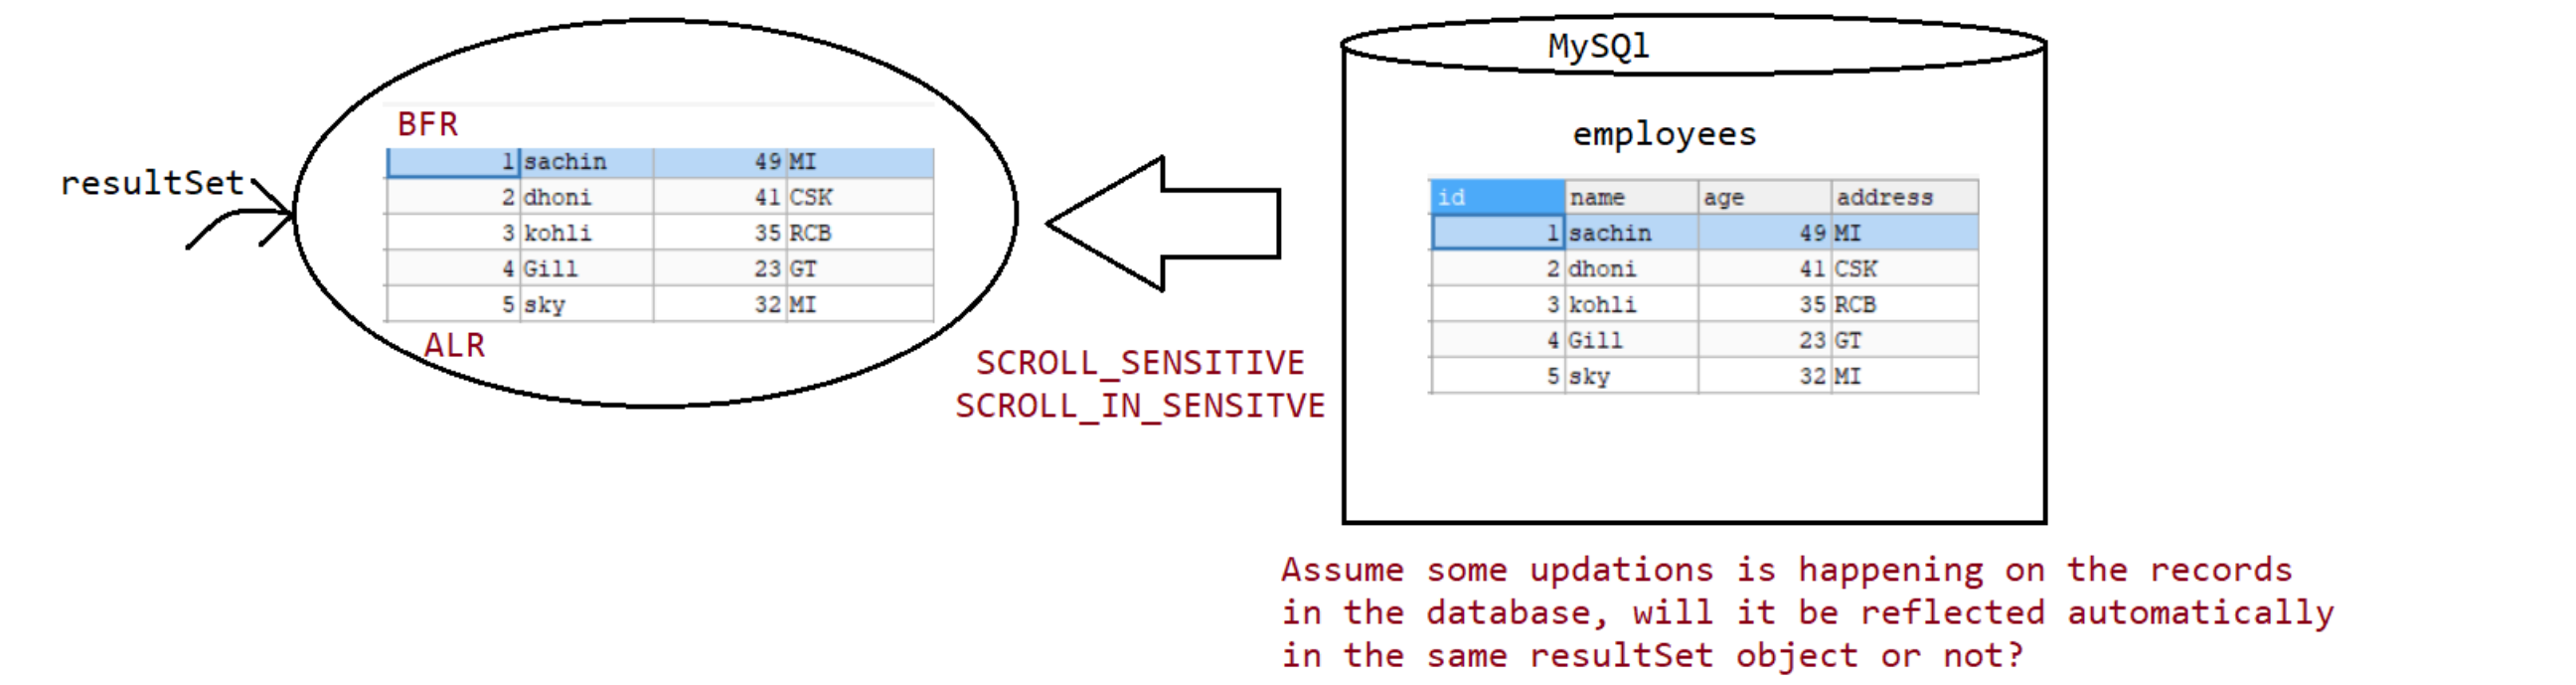 resultSet
BFR
1 sachin 49 MI
2 dhoni 41 CSK
3 kohli 35 RCB
4 Gill 23 GT
5 sky 32 MI
ALR
SCROLL_SENSITIVE
SCROLL_IN_SENSITVE
MySQl
employees
id name age address
1 sachin 49 MI
2 dhoni 41 CSK
3 kohli 35 RCB
4 Gill 23 GT
5 sky 32 MI
Assume some updations is happening on the records
in the database, will it be reflected automatically
in the same resultSet object or not?